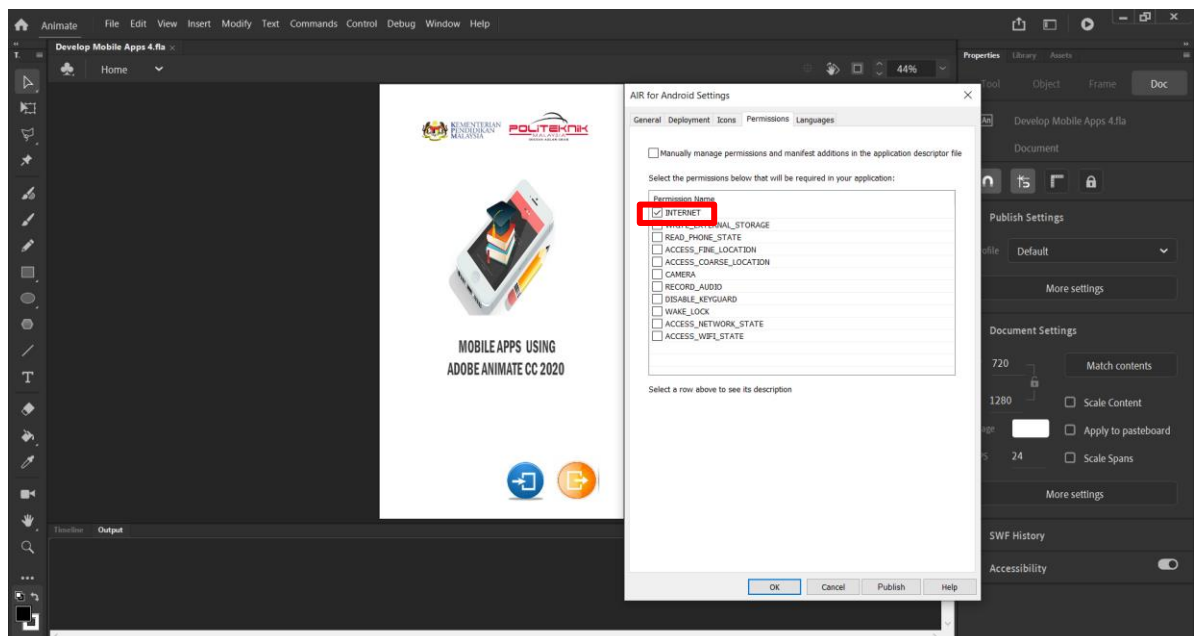 Animate File Edit View Insert Modify Text Commands Control Debug Window Help
Develop Mobile Apps 4.fla ×
Home
44%
T.
T
KEMENTERIAN
PENDIDIKAN
MALAYSIA
POLITEKNIK
MALAYSIA
MOBILE APPS USING
ADOBE ANIMATE CC 2020
Timeline Output
AIR for Android Settings
General Deployment Icons Permissions Languages
Manually manage permissions and manifest additions in the application descriptor file
Select the permissions below that will be required in your application:
Permission Name
INTERNET
WRITE_EXTERNAL_STORAGE
READ_PHONE_STATE
ACCESS_FINE_LOCATION
ACCESS_COARSE_LOCATION
CAMERA
RECORD_AUDIO
DISABLE_KEYGUARD
WAKE_LOCK
ACCESS_NETWORK_STATE
ACCESS_WIFI_STATE
Select a row above to see its description
OK Cancel Publish Help
Properties Library Assets
Tool Object Frame Doc
An Develop Mobile Apps 4.fla
Document
Publish Settings
Default
More settings
Document Settings
720 Match contents
1280 Scale Content
Apply to pasteboard
24 Scale Spans
More settings
SWF History
Accessibility